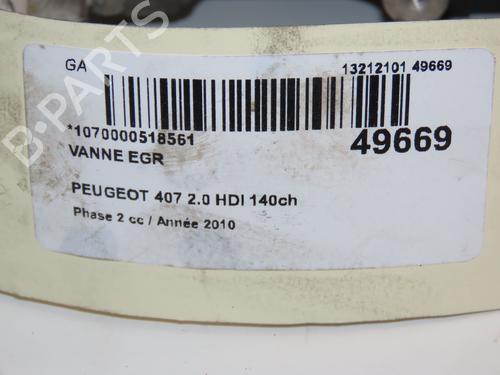 GA 13212101 49669
*1070000518561 49669
VANNE EGR
PEUGEOT 407 2.0 HDI 140ch
Phase 2 cc / Année 2010
B-PARTS